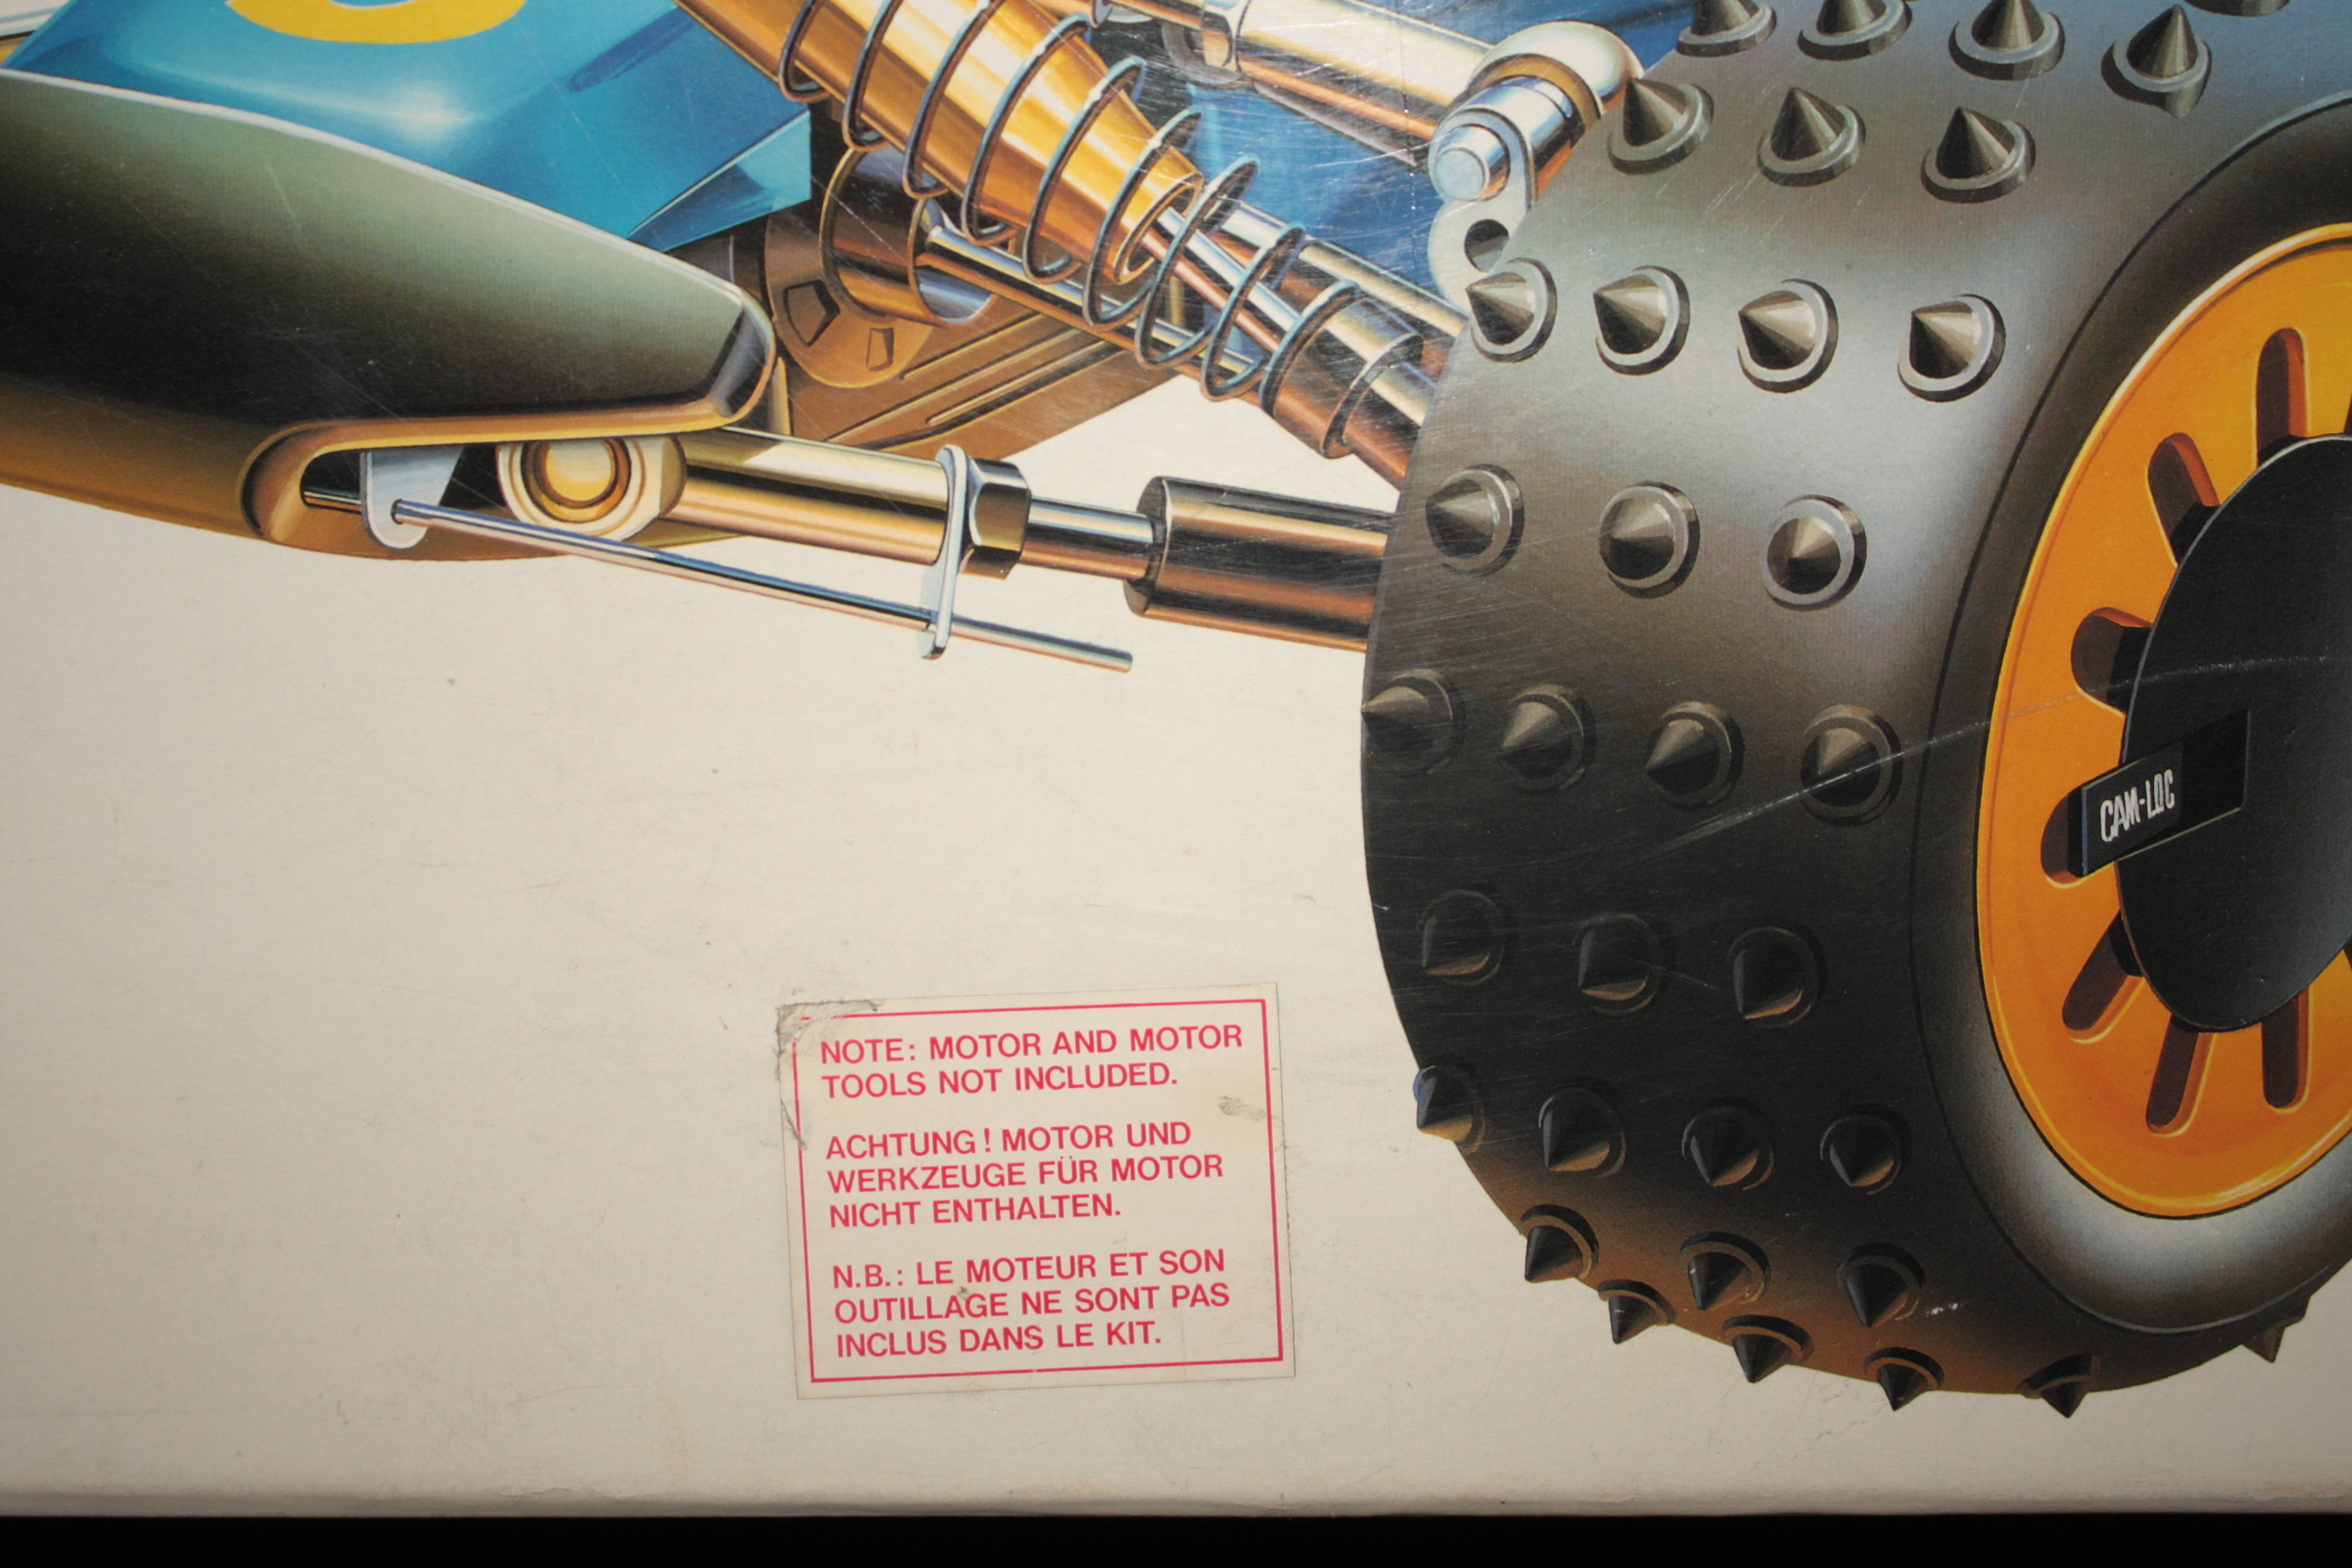 CAM-LOC
NOTE: MOTOR AND MOTOR
TOOLS NOT INCLUDED.
ACHTUNG! MOTOR UND
WERKZEUGE FÜR MOTOR
NICHT ENTHALTEN.
N.B.: LE MOTEUR ET SON
OUTILLAGE NE SONT PAS
INCLUS DANS LE KIT.